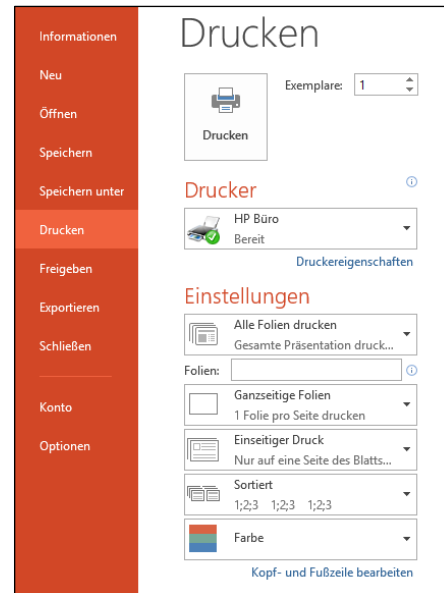 Informationen
Neu
Öffnen
Speichern
Speichern unter
Drucken
Freigeben
Exportieren
Schließen
Konto
Optionen
Drucken
Exemplare: 1
Drucken
Drucker
HP Büro
Bereit
Druckereigenschaften
Einstellungen
Alle Folien drucken
Gesamte Präsentation druck...
Folien:
Ganzseitige Folien
1 Folie pro Seite drucken
Einseitiger Druck
Nur auf eine Seite des Blatts...
Sortiert
1;2;3 1;2;3 1;2;3
Farbe
Kopf- und Fußzeile bearbeiten